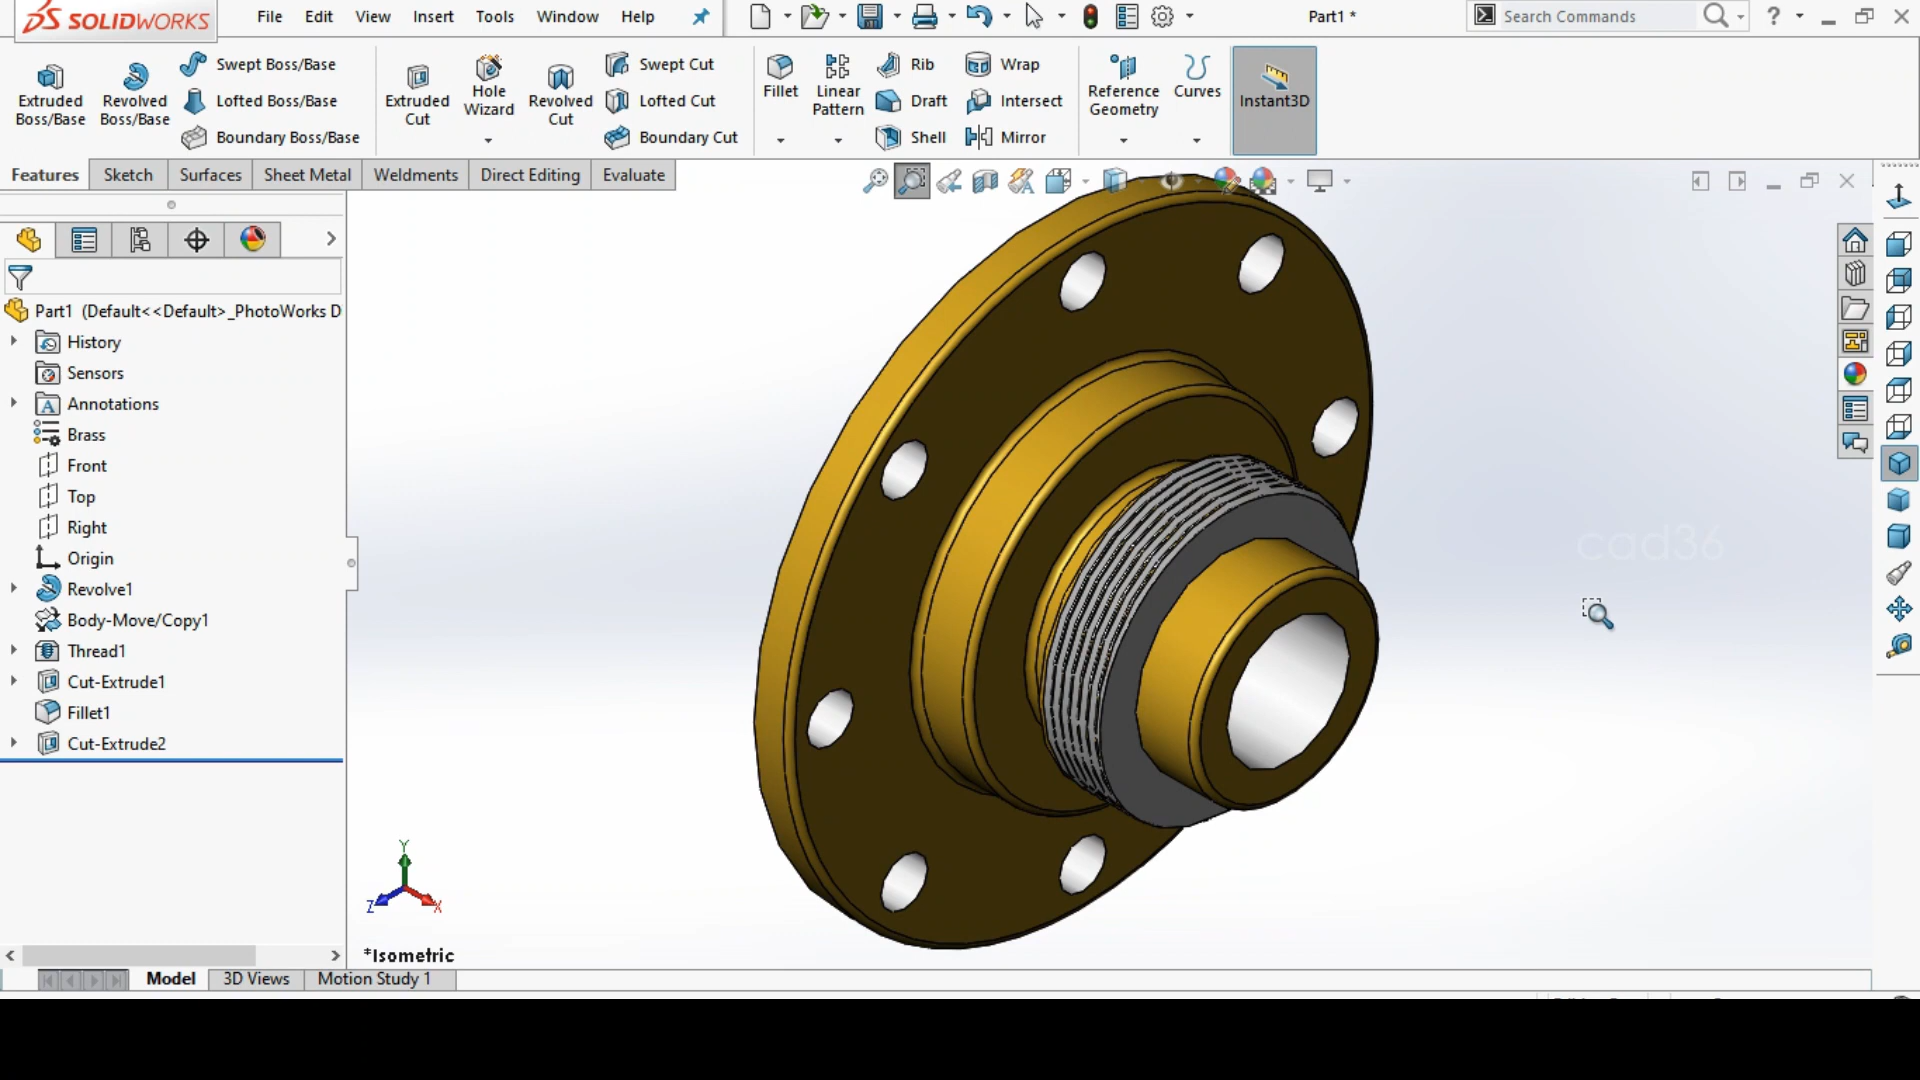 SOLIDWORKS File Edit View Insert Tools Window Help Part1 * Search Commands ?
Extruded Boss/Base
Revolved Boss/Base
Swept Boss/Base
Lofted Boss/Base
Boundary Boss/Base
Extruded Cut
Hole Wizard
Revolved Cut
Swept Cut
Lofted Cut
Boundary Cut
Fillet
Linear Pattern
Rib
Draft
Shell
Wrap
Intersect
Mirror
Reference Geometry
Curves
Instant3D
Features Sketch Surfaces Sheet Metal Weldments Direct Editing Evaluate
Part1 (Default<<Default>_PhotoWorks D
History
Sensors
Annotations
Brass
Front
Top
Right
Origin
Revolve1
Body-Move/Copy1
Thread1
Cut-Extrude1
Fillet1
Cut-Extrude2
cad36
Y
Z
X
*Isometric
Model 3D Views Motion Study 1